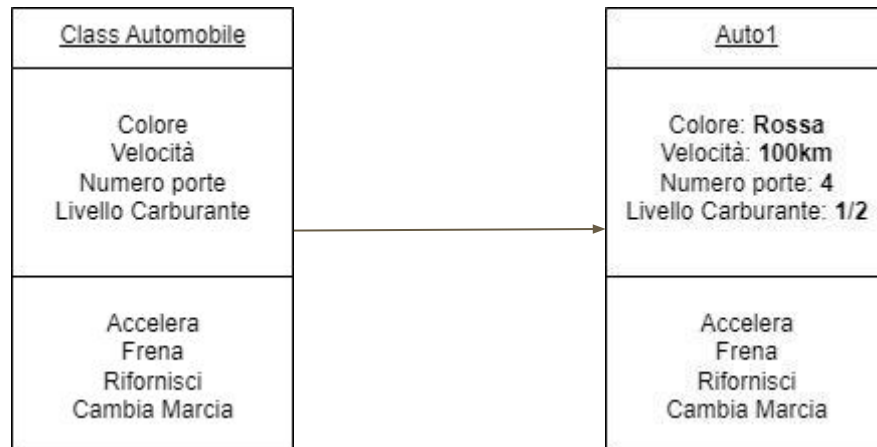 Class Automobile
Colore
Velocità
Numero porte
Livello Carburante
Accelera
Frena
Rifornisci
Cambia Marcia
Auto1
Colore: Rossa
Velocità: 100km
Numero porte: 4
Livello Carburante: 1/2
Accelera
Frena
Rifornisci
Cambia Marcia